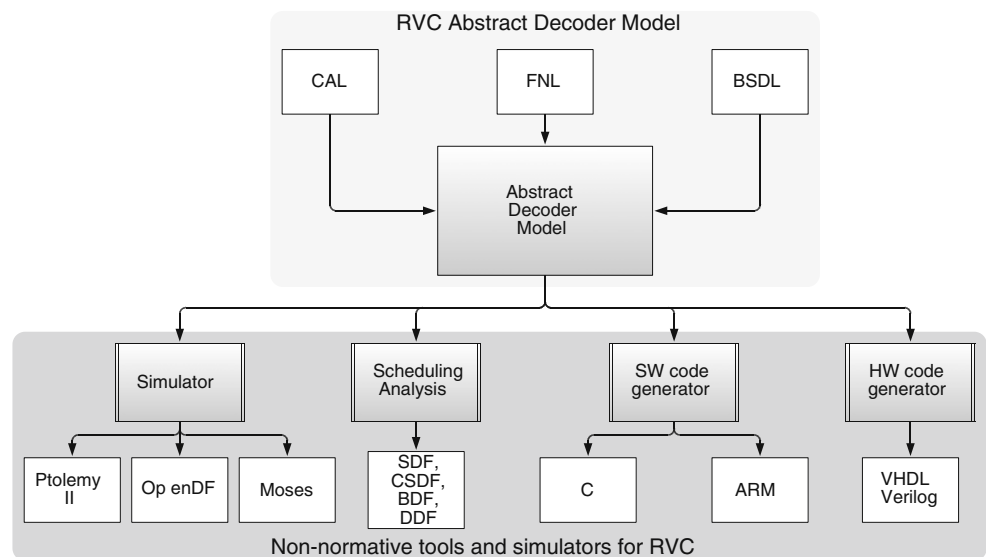 RVC Abstract Decoder Model
CAL
FNL
BSDL
Abstract
Decoder
Model
Simulator
Scheduling
Analysis
SW code
generator
HW code
generator
Ptolemy
II
Op enDF
Moses
SDF,
CSDF,
BDF,
DDF
C
ARM
VHDL
Verilog
Non-normative tools and simulators for RVC